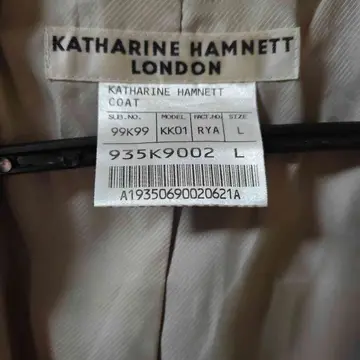 KATHARINE HAMNETT
LONDON
KATHARINE HAMNETT
COAT
SUB.NO. MODEL FACT.NO. SIZE
99K99 KK01 RYA L
935K9002 L
A19350690020621A